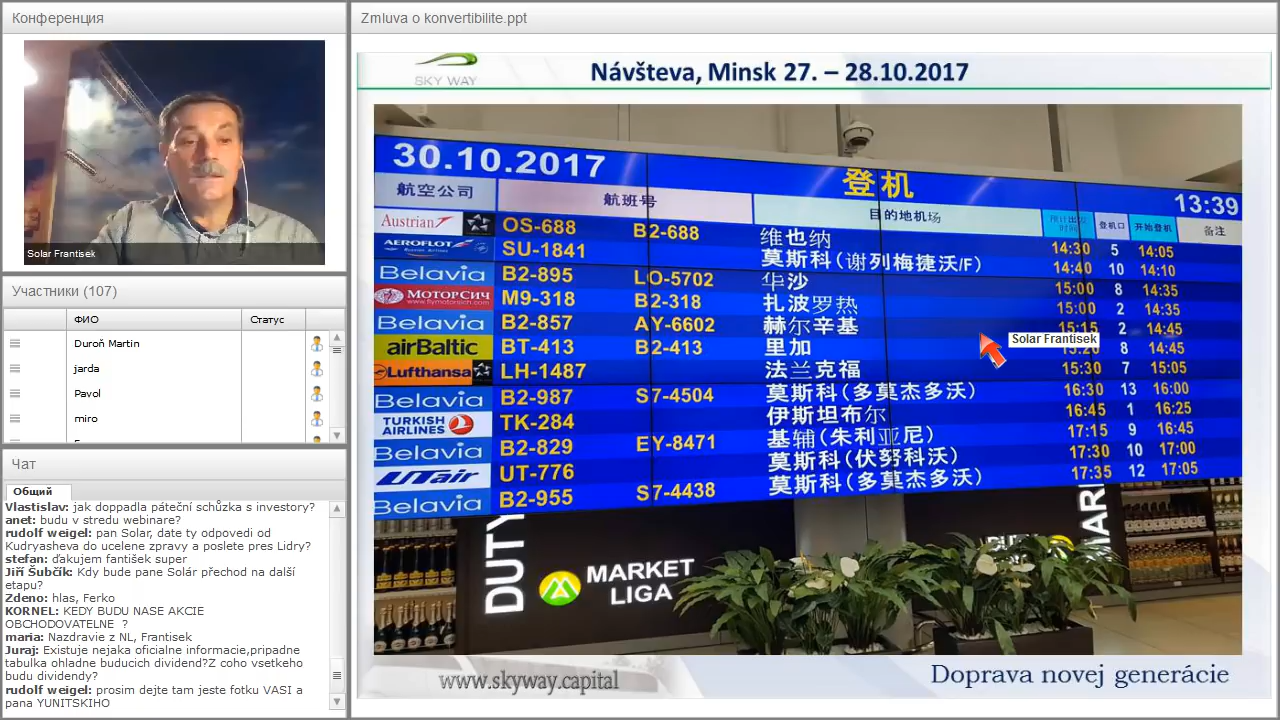 Конференция
Solar Frantisek
Участники (107)
ФИО
Статус
Duroň Martin
jarda
Pavol
miro
Чат
Общий
Vlastislav: jak doppadla páteční schůzka s investory?
anet: budu v stredu webinare?
rudolf weigel: pan Solar, date ty odpovedi od
Kudryasheva do ucelene zpravy a poslete pres Lidry?
stefan: ďakujem fantišek super
Jiří Šubčík: Kdy bude pane Solár přechod na další
etapu?
Zdeno: hlas, Ferko
KORNEL: KEDY BUDU NASE AKCIE
OBCHODOVATELNE ?
maria: Nazdravie z NL, Frantisek
Juraj: Existuje nejaka oficialne informacie,pripadne
tabulka ohladne buducich dividend?Z coho vsetkeho
budu dividendy?
rudolf weigel: prosim dejte tam jeste fotku VASI a
pana YUNITSKIHO
Zmluva o konvertibilite.ppt
SKY WAY
Návšteva, Minsk 27. – 28.10.2017
30.10.2017
登机
13:39
航空公司
航班号
目的地机场
登机口
开始登机
备注
Austrian OS-688 B2-688 维也纳 14:30 5 14:05
AEROFLOT SU-1841 莫斯科(谢列梅捷沃/F) 14:40 10 14:10
Belavia B2-895 LO-5702 华沙 15:00 8 14:35
МОТОРСИЧ M9-318 B2-318 扎波罗热 15:00 2 14:35
Belavia B2-857 AY-6602 赫尔辛基 15:15 2 14:45
airBaltic BT-413 B2-413 里加 15:20 8 14:45
Lufthansa LH-1487 法兰克福 15:30 7 15:05
Belavia B2-987 S7-4504 莫斯科(多莫杰多沃) 16:30 13 16:00
TURKISH AIRLINES TK-284 伊斯坦布尔 16:45 1 16:25
Belavia B2-829 EY-8471 基辅(朱利亚尼) 17:15 9 16:45
UTair UT-776 莫斯科(伏努科沃) 17:30 10 17:00
Belavia B2-955 S7-4438 莫斯科(多莫杰多沃) 17:35 12 17:05
Solar Frantisek
DUTY
MARKET
LIGA
www.skyway.capital
Doprava novej generácie